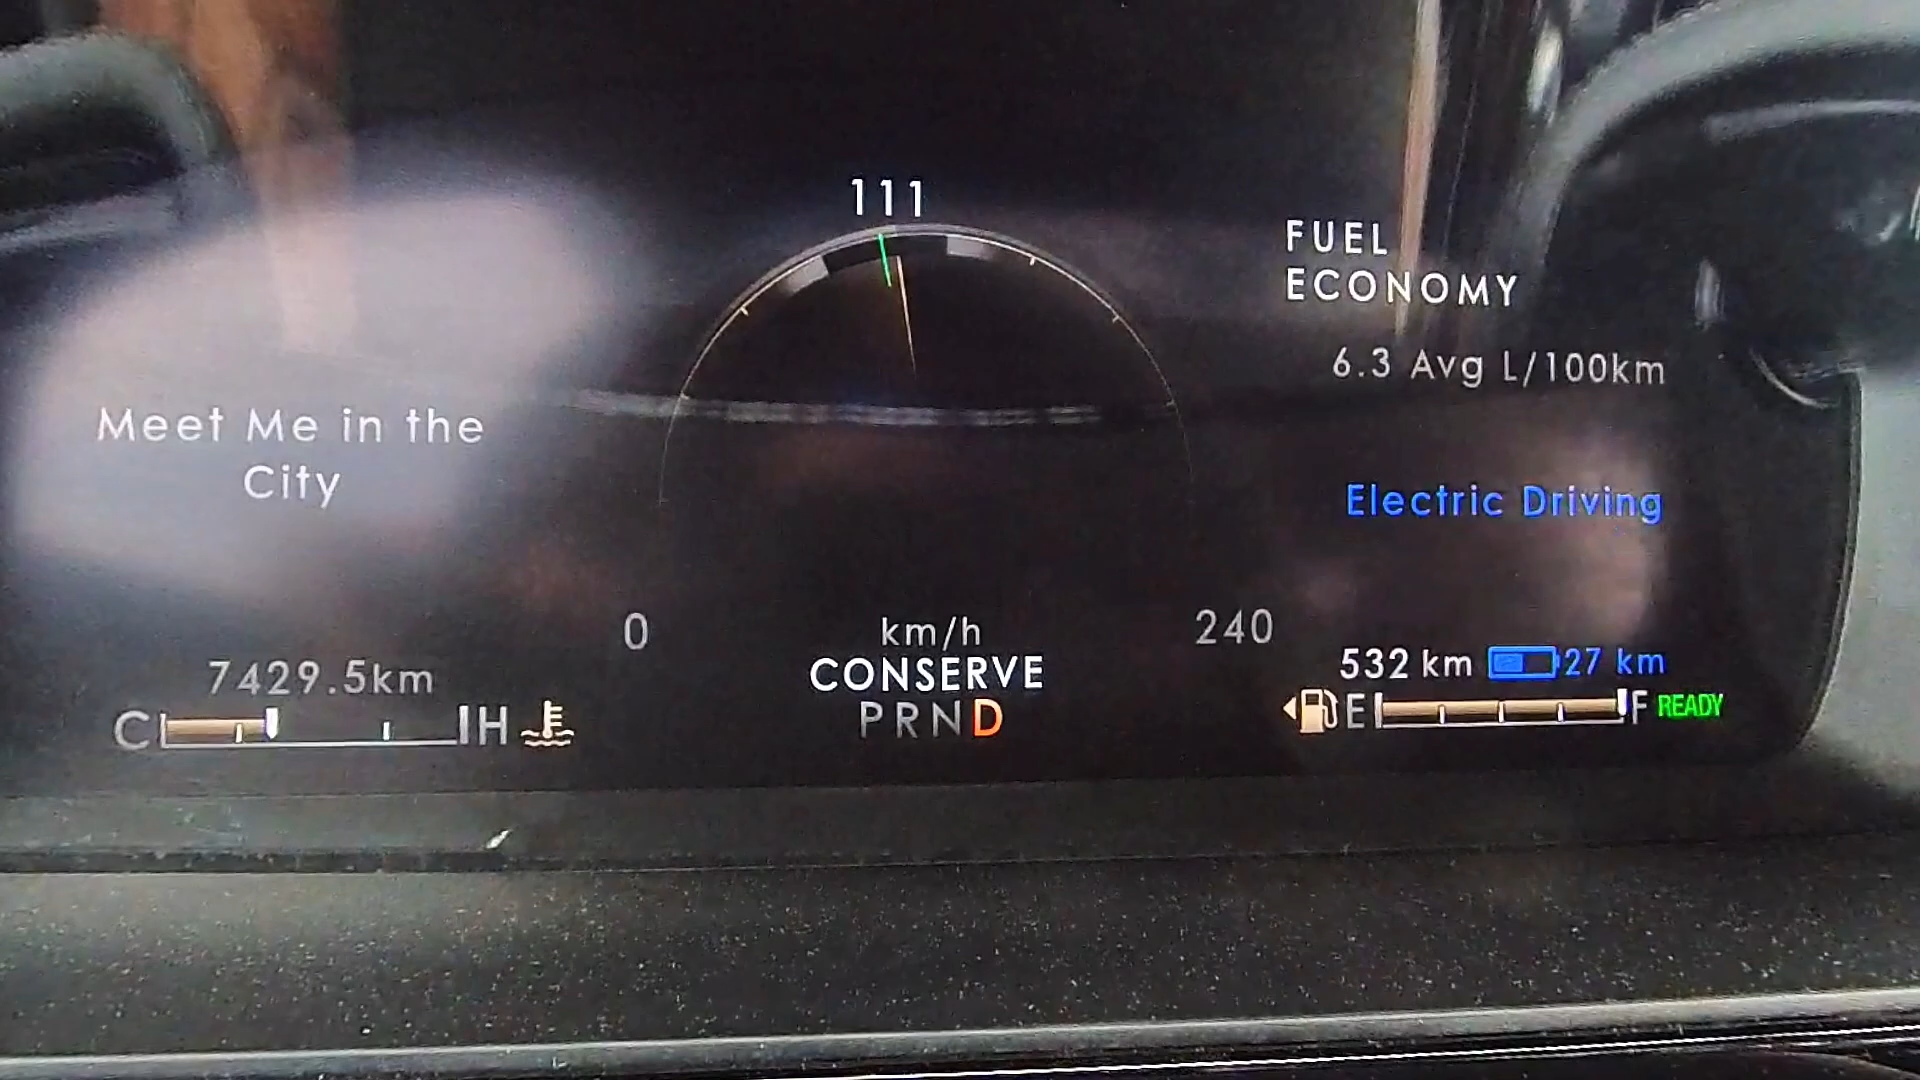 111
FUEL
ECONOMY
6.3 Avg L/100km
Meet Me in the
City
Electric Driving
0
km/h
240
CONSERVE
7429.5km
532 km
27 km
C
H
PRND
E
F
READY